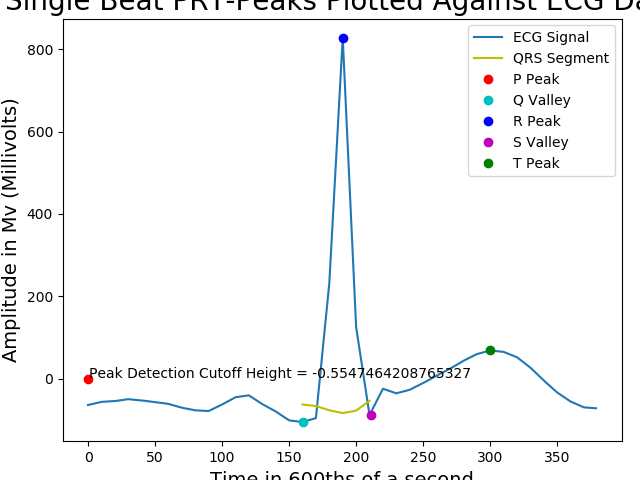 Single Beat PRT-Peaks Plotted Against ECG Da
800
600
400
200
0
Amplitude in Mv (Millivolts)
ECG Signal
QRS Segment
P Peak
Q Valley
R Peak
S Valley
T Peak
Peak Detection Cutoff Height = -0.5547464208765327
0 50 100 150 200 250 300 350
Time in 600ths of a second